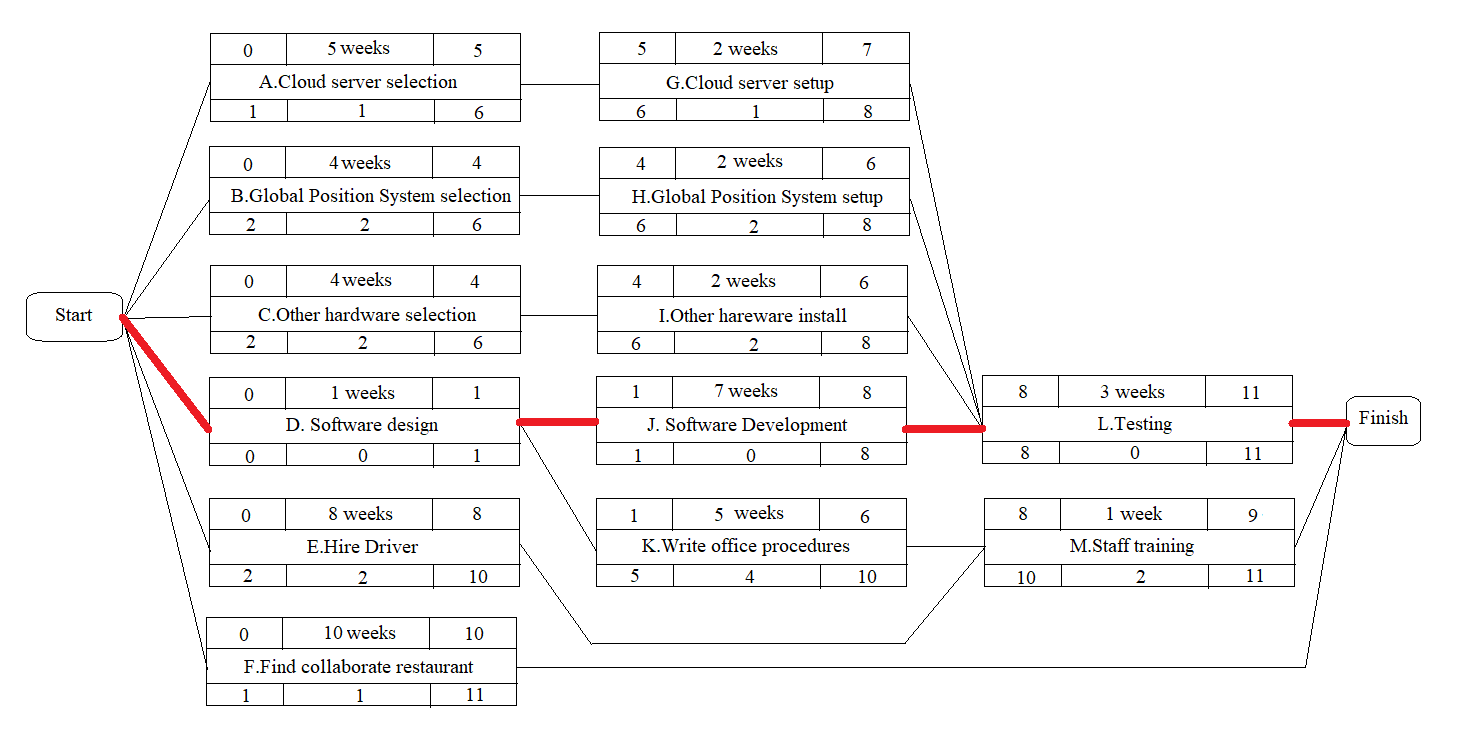 0 5 weeks 5
A.Cloud server selection
1 1 6
5 2 weeks 7
G.Cloud server setup
6 1 8
0 4 weeks 4
B.Global Position System selection
2 2 6
4 2 weeks 6
H.Global Position System setup
6 2 8
Start
0 4 weeks 4
C.Other hardware selection
2 2 6
4 2 weeks 6
I.Other hareware install
6 2 8
0 1 weeks 1
D. Software design
0 0 1
1 7 weeks 8
J. Software Development
1 0 8
8 3 weeks 11
L.Testing
8 0 11
Finish
0 8 weeks 8
E.Hire Driver
2 2 10
1 5 weeks 6
K.Write office procedures
5 4 10
8 1 week 9
M.Staff training
10 2 11
0 10 weeks 10
F.Find collaborate restaurant
1 1 11